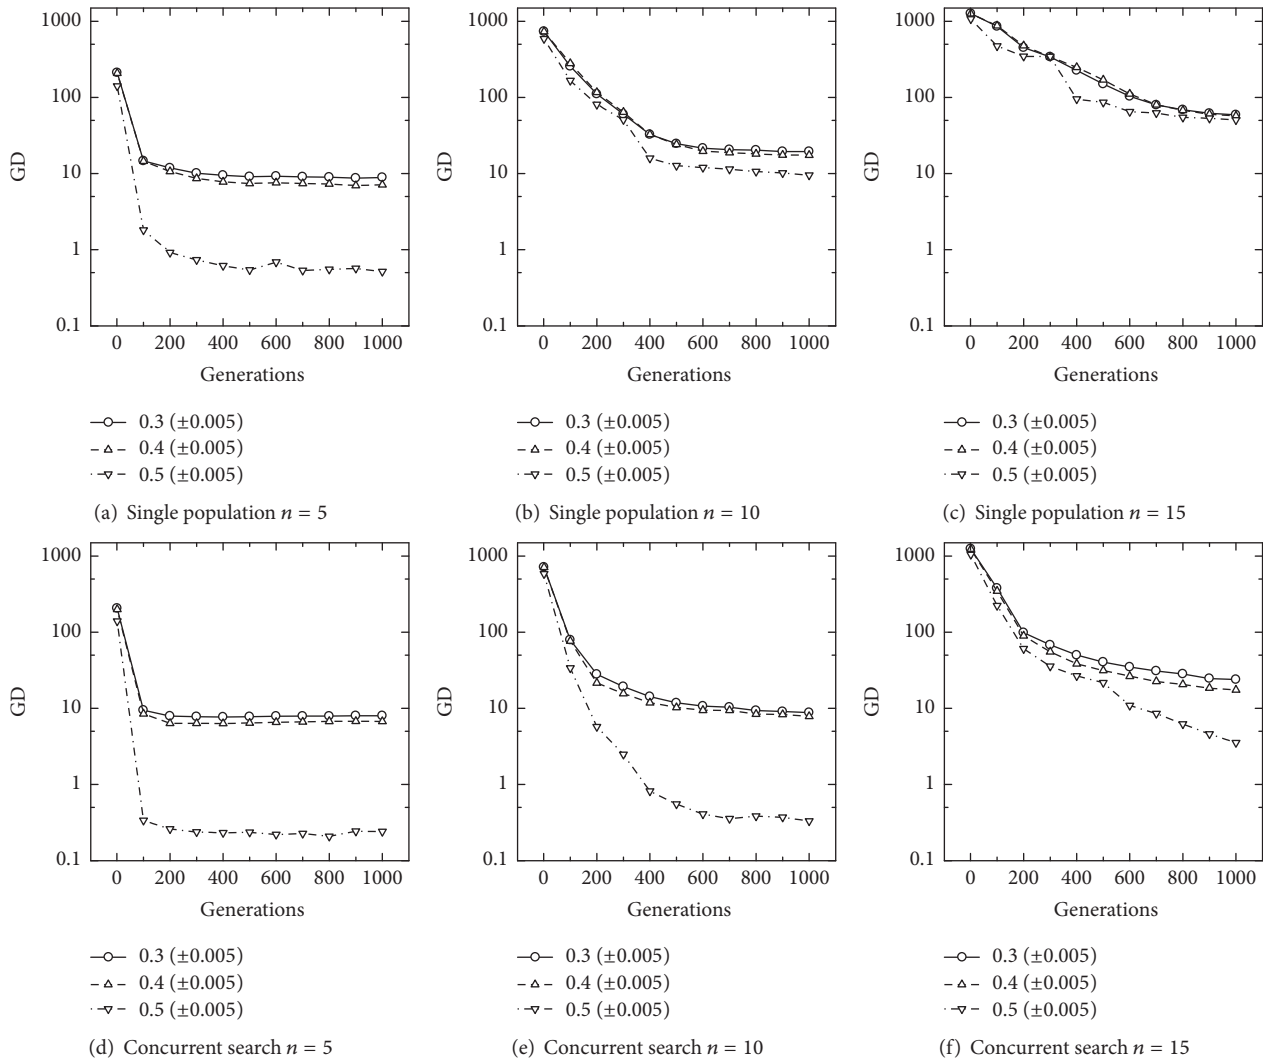 1000
100
10
1
0.1
GD
0 200 400 600 800 1000
Generations
0.3 (±0.005)
0.4 (±0.005)
0.5 (±0.005)
(a) Single population n = 5
1000
100
10
1
0.1
GD
0 200 400 600 800 1000
Generations
0.3 (±0.005)
0.4 (±0.005)
0.5 (±0.005)
(b) Single population n = 10
1000
100
10
1
0.1
GD
0 200 400 600 800 1000
Generations
0.3 (±0.005)
0.4 (±0.005)
0.5 (±0.005)
(c) Single population n = 15
1000
100
10
1
0.1
GD
0 200 400 600 800 1000
Generations
0.3 (±0.005)
0.4 (±0.005)
0.5 (±0.005)
(d) Concurrent search n = 5
1000
100
10
1
0.1
GD
0 200 400 600 800 1000
Generations
0.3 (±0.005)
0.4 (±0.005)
0.5 (±0.005)
(e) Concurrent search n = 10
1000
100
10
1
0.1
GD
0 200 400 600 800 1000
Generations
0.3 (±0.005)
0.4 (±0.005)
0.5 (±0.005)
(f) Concurrent search n = 15